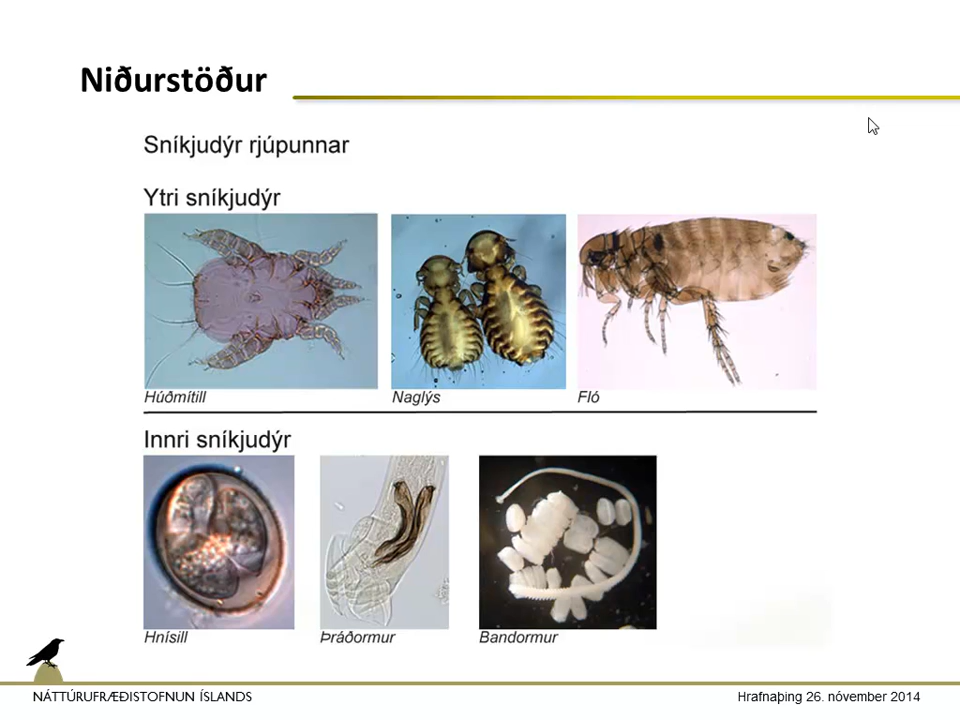 Niðurstöður
Sníkjudýr rjúpunnar
Ytri sníkjudýr
Húðmítill
Naglýs
Fló
Innri sníkjudýr
Hnísill
Þráðormur
Bandormur
NÁTTÚRUFRÆÐISTOFNUN ÍSLANDS
Hrafnaþing 26. nóvember 2014